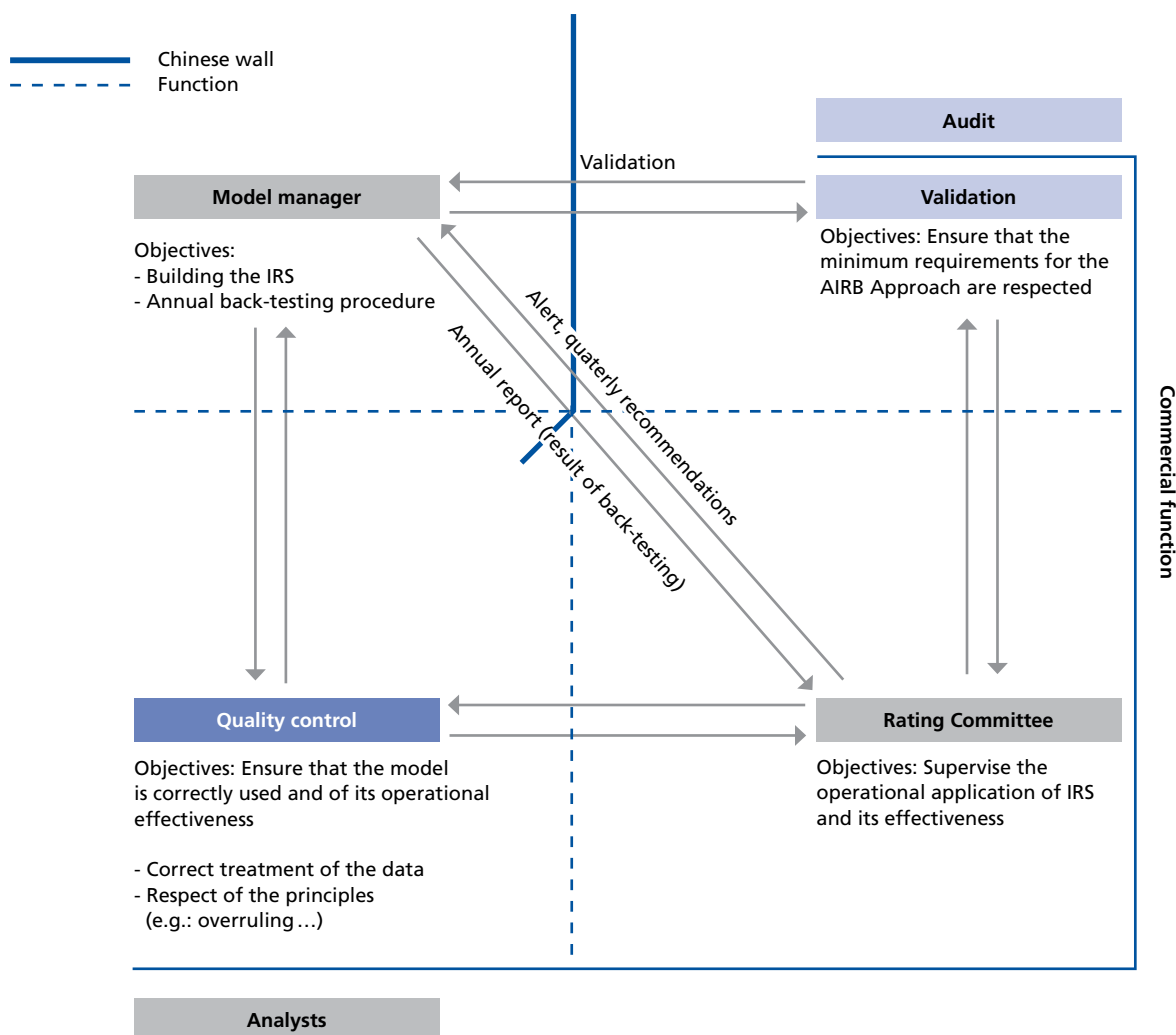 Chinese wall
Function
Audit
Validation
Model manager
Validation
Objectives:
- Building the IRS
- Annual back-testing procedure
Objectives: Ensure that the
minimum requirements for the
AIRB Approach are respected
Alert, quaterly recommendations
Annual report (result of back-testing)
Commercial function
Quality control
Rating Committee
Objectives: Ensure that the model
is correctly used and of its operational
effectiveness
- Correct treatment of the data
- Respect of the principles
(e.g.: overruling…)
Objectives: Supervise the
operational application of IRS
and its effectiveness
Analysts